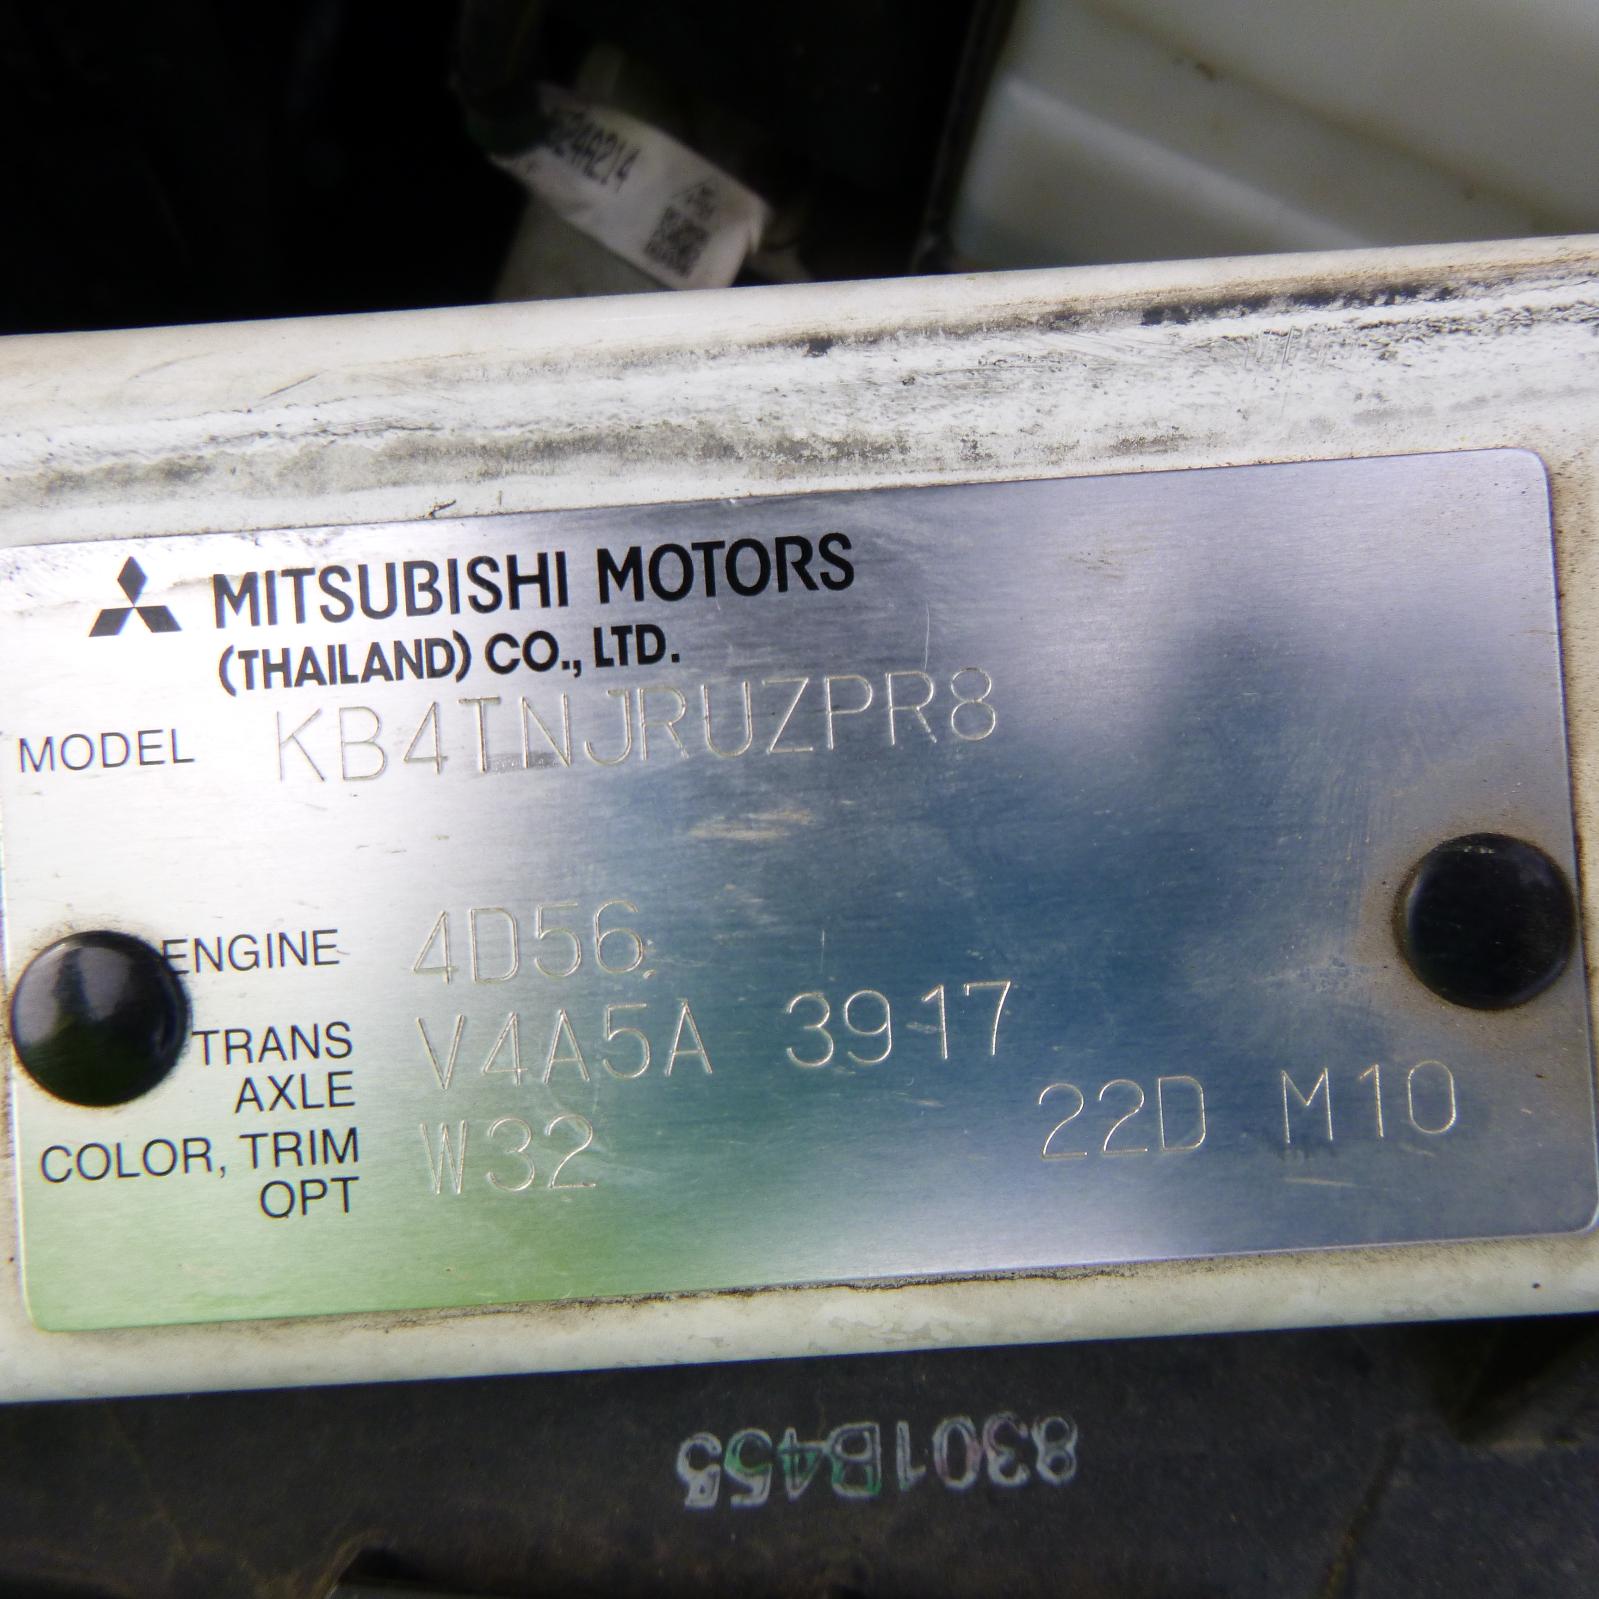 24A214
MITSUBISHI MOTORS
(THAILAND) CO., LTD.
MODEL KB4TNJRUZPR8
ENGINE 4D56
TRANS AXLE V4A5A 3917
COLOR, TRIM OPT W32 22D M10
8301B455